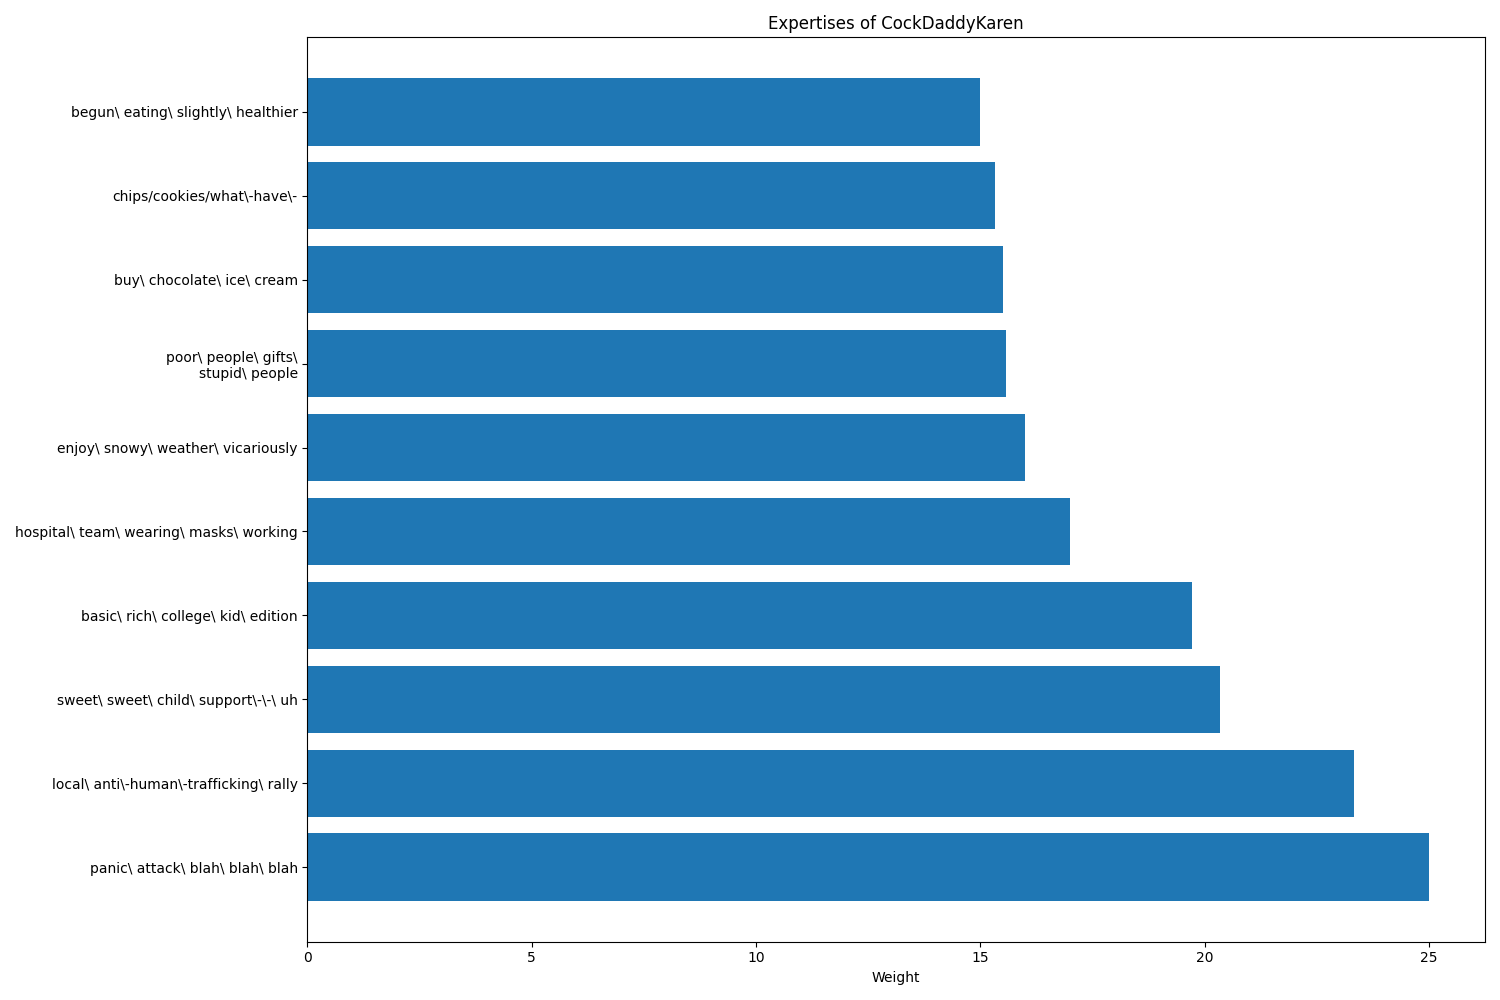 Expertises of CockDaddyKaren
begun\ eating\ slightly\ healthier
chips/cookies/what\-have\-
buy\ chocolate\ ice\ cream
poor\ people\ gifts\
stupid\ people
enjoy\ snowy\ weather\ vicariously
hospital\ team\ wearing\ masks\ working
basic\ rich\ college\ kid\ edition
sweet\ sweet\ child\ support\-\-\ uh
local\ anti\-human\-trafficking\ rally
panic\ attack\ blah\ blah\ blah
0 5 10 15 20 25
Weight